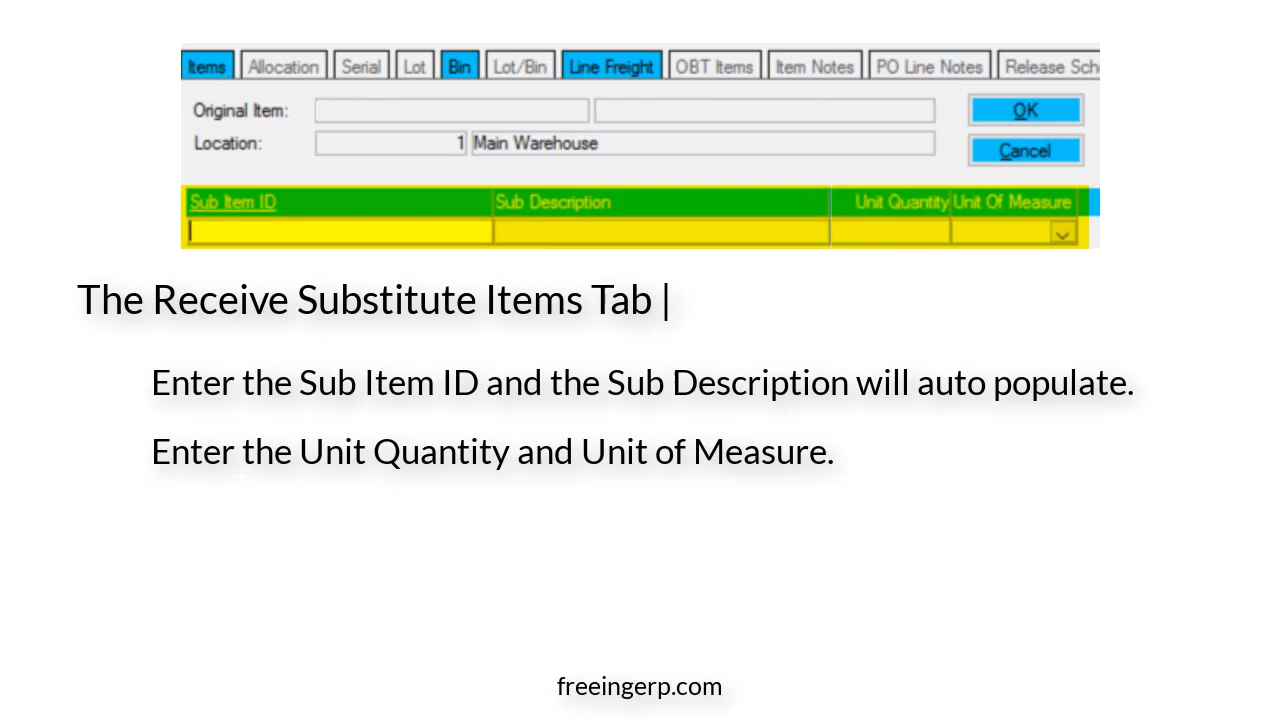 Items Allocation Serial Lot Bin Lot/Bin Line Freight OBT Items Item Notes PO Line Notes Release Sch
Original Item: OK
Location: 1 Main Warehouse Cancel
Sub Item ID Sub Description Unit Quantity Unit Of Measure
The Receive Substitute Items Tab |
Enter the Sub Item ID and the Sub Description will auto populate.
Enter the Unit Quantity and Unit of Measure.
freeingerp.com